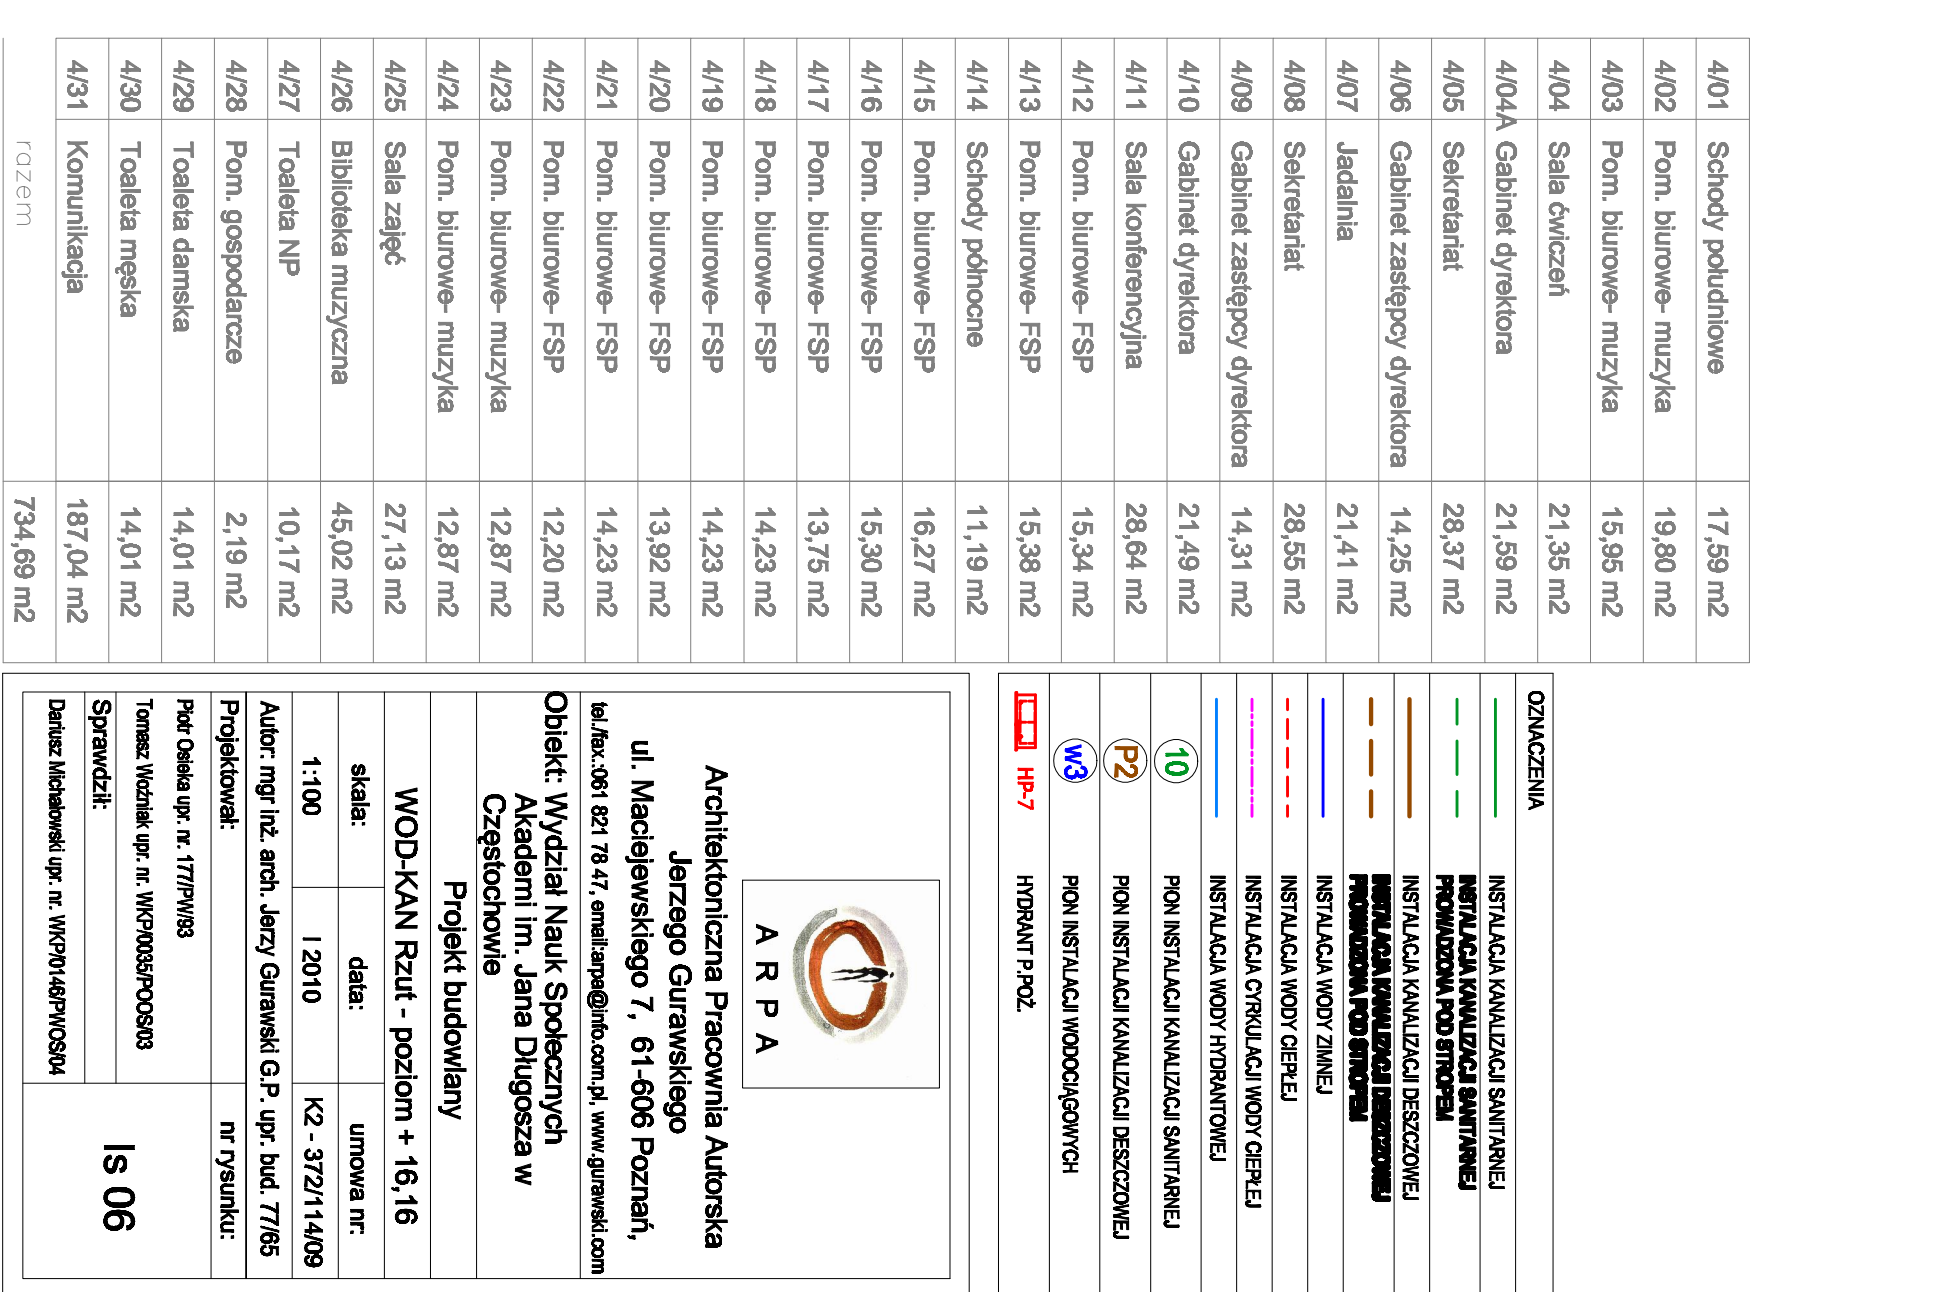 4/01 Schody południowe 17,59 m2
4/02 Pom. biurowe- muzyka 19,80 m2
4/03 Pom. biurowe- muzyka 15,95 m2
4/04 Sala ćwiczeń 21,35 m2
4/04A Gabinet dyrektora 21,59 m2
4/05 Sekretariat 28,37 m2
4/06 Gabinet zastępcy dyrektora 14,25 m2
4/07 Jadalnia 21,41 m2
4/08 Sekretariat 28,55 m2
4/09 Gabinet zastępcy dyrektora 14,31 m2
4/10 Gabinet dyrektora 21,49 m2
4/11 Sala konferencyjna 28,64 m2
4/12 Pom. biurowe- FSP 15,34 m2
4/13 Pom. biurowe- FSP 15,38 m2
4/14 Schody północne 11,19 m2
4/15 Pom. biurowe- FSP 16,27 m2
4/16 Pom. biurowe- FSP 15,30 m2
4/17 Pom. biurowe- FSP 13,75 m2
4/18 Pom. biurowe- FSP 14,23 m2
4/19 Pom. biurowe- FSP 14,23 m2
4/20 Pom. biurowe- FSP 13,92 m2
4/21 Pom. biurowe- FSP 14,23 m2
4/22 Pom. biurowe- FSP 12,20 m2
4/23 Pom. biurowe- muzyka 12,87 m2
4/24 Pom. biurowe- muzyka 12,87 m2
4/25 Sala zajęć 27,13 m2
4/26 Biblioteka muzyczna 45,02 m2
4/27 Toaleta NP 10,17 m2
4/28 Pom. gospodarcze 2,19 m2
4/29 Toaleta damska 14,01 m2
4/30 Toaleta męska 14,01 m2
4/31 Komunikacja 187,04 m2
razem 734,69 m2
OZNACZENIA
INSTALACJA KANALIZACJI SANITARNEJ
INSTALACJA KANALIZACJI SANITARNEJ
PROWADZONA POD STROPEM
INSTALACJA KANALIZACJI DESZCZOWEJ
INSTALACJA KANALIZACJI DESZCZOWEJ
PROWADZONA POD STROPEM
INSTALACJA WODY ZIMNEJ
INSTALACJA WODY CIEPŁEJ
INSTALACJA CYRKULACJI WODY CIEPŁEJ
INSTALACJA WODY HYDRANTOWEJ
10 PION INSTALACJI KANALIZACJI SANITARNEJ
P2 PION INSTALACJI KANALIZACJI DESZCZOWEJ
w3 PION INSTALACJI WODOCIĄGOWYCH
HP-7 HYDRANT P.POŻ.
A R P A
Architektoniczna Pracownia Autorska
Jerzego Gurawskiego
ul. Maciejewskiego 7, 61-606 Poznań,
tel./fax.:061 821 78 47, email:arpa@info.com.pl, www.gurawski.com
Obiekt: Wydział Nauk Społecznych
Akademi im. Jana Długosza w
Częstochowie
Projekt budowlany
WOD-KAN Rzut - poziom + 16,16
skala: data: umowa nr:
1:100 I 2010 K2 - 372/114/09
Autor: mgr inż. arch. Jerzy Gurawski G.P. upr. bud. 77/65
Projektował: nr rysunku:
Piotr Osieka upr. nr. 177/PW/93
Tomasz Woźniak upr. nr. WKP/0035/POOS/03
Sprawdził:
Dariusz Michałowski upr. nr. WKP/0146/PWOS/04
Is 06